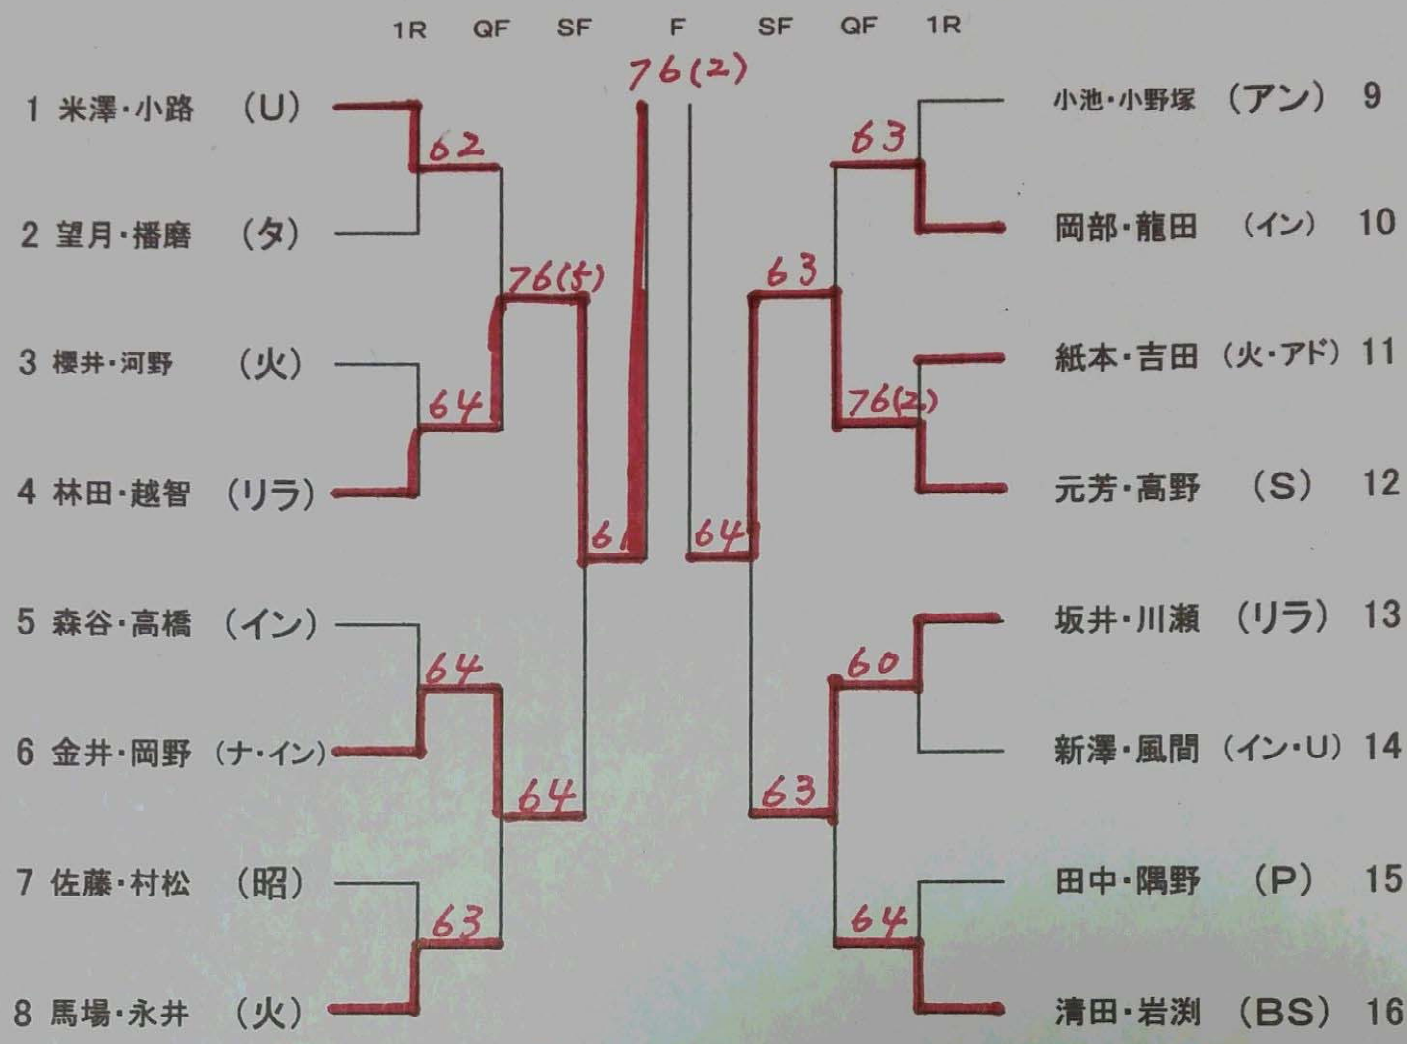 1R QF SF F SF QF 1R
76(2)
1 米澤・小路 (U)
62
2 望月・播磨 (タ)
76(5)
3 櫻井・河野 (火)
64
4 林田・越智 (リラ)
61
5 森谷・高橋 (イン)
64
6 金井・岡野 (ナ・イン)
64
7 佐藤・村松 (昭)
63
8 馬場・永井 (火)
小池・小野塚 (アン) 9
63
岡部・龍田 (イン) 10
63
紙本・吉田 (火・アド) 11
76(2)
元芳・高野 (S) 12
64
坂井・川瀬 (リラ) 13
60
新澤・風間 (イン・U) 14
63
田中・隅野 (P) 15
64
清田・岩渕 (BS) 16